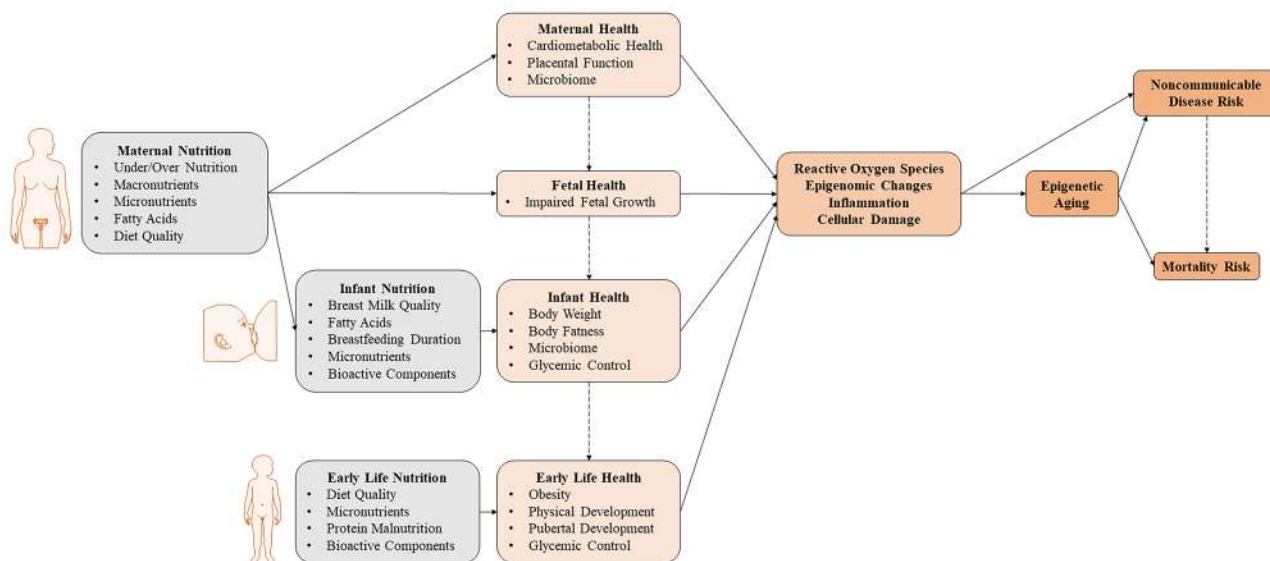 Maternal Health
• Cardiometabolic Health
• Placental Function
• Microbiome
Noncommunicable
Disease Risk
Maternal Nutrition
• Under/Over Nutrition
• Macronutrients
• Micronutrients
• Fatty Acids
• Diet Quality
Fetal Health
• Impaired Fetal Growth
Reactive Oxygen Species
Epigenomic Changes
Inflammation
Cellular Damage
Epigenetic
Aging
Mortality Risk
Infant Nutrition
• Breast Milk Quality
• Fatty Acids
• Breastfeeding Duration
• Micronutrients
• Bioactive Components
Infant Health
• Body Weight
• Body Fatness
• Microbiome
• Glycemic Control
Early Life Nutrition
• Diet Quality
• Micronutrients
• Protein Malnutrition
• Bioactive Components
Early Life Health
• Obesity
• Physical Development
• Pubertal Development
• Glycemic Control